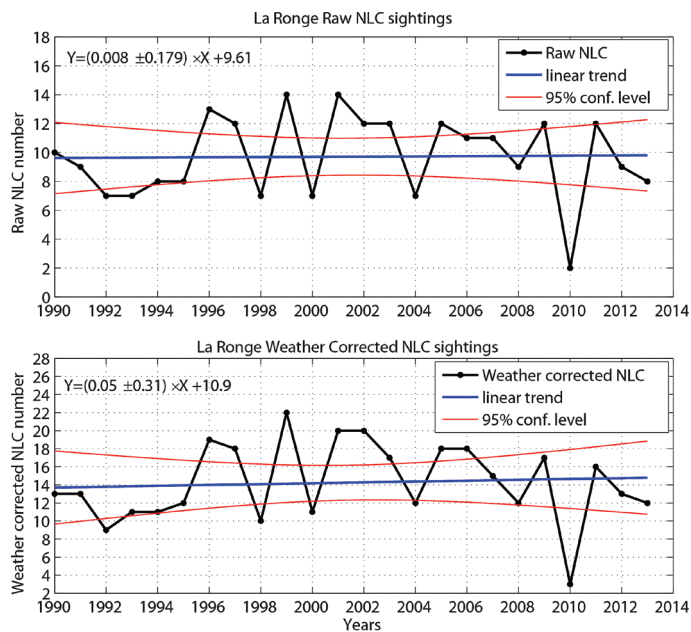 La Ronge Raw NLC sightings
18
16
14
12
10
8
6
4
2
0
Raw NLC number
Y=(0.008 ±0.179) ×X +9.61
Raw NLC
linear trend
95% conf. level
1990 1992 1994 1996 1998 2000 2002 2004 2006 2008 2010 2012 2014
La Ronge Weather Corrected NLC sightings
28
26
24
22
20
18
16
14
12
10
8
6
4
2
Weather corrected NLC number
Y=(0.05 ±0.31) ×X +10.9
Weather corrected NLC
linear trend
95% conf. level
1990 1992 1994 1996 1998 2000 2002 2004 2006 2008 2010 2012 2014
Years